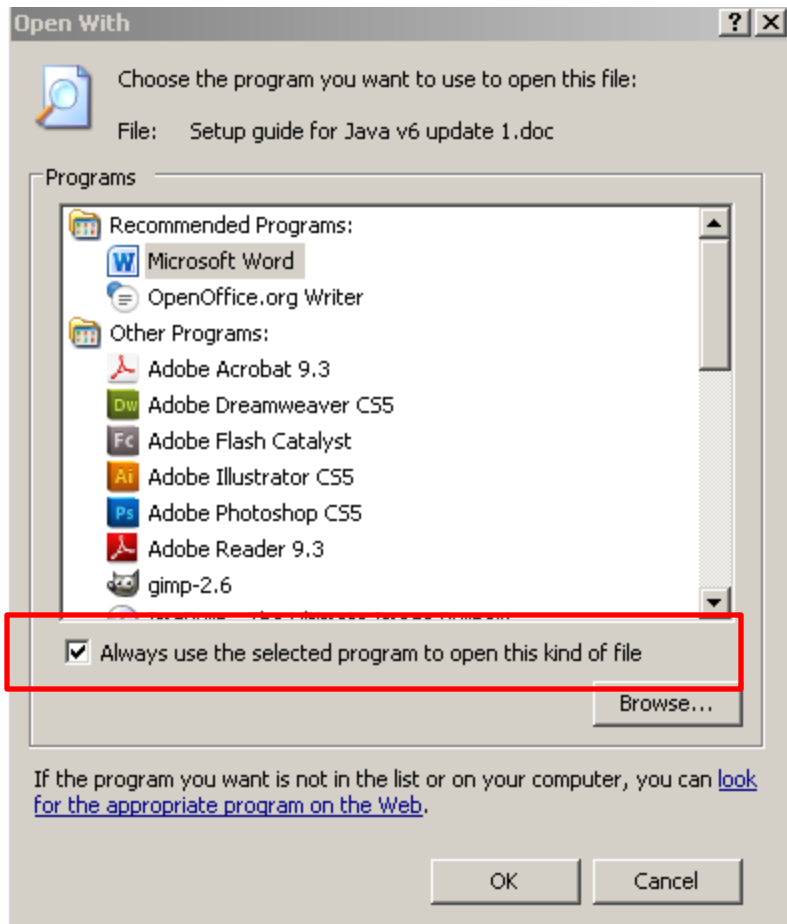 Open With
Choose the program you want to use to open this file:
File: Setup guide for Java v6 update 1.doc
Programs
Recommended Programs:
W Microsoft Word
OpenOffice.org Writer
Other Programs:
Adobe Acrobat 9.3
Dw Adobe Dreamweaver CS5
Fc Adobe Flash Catalyst
Ai Adobe Illustrator CS5
Ps Adobe Photoshop CS5
Adobe Reader 9.3
gimp-2.6
Always use the selected program to open this kind of file
Browse...
If the program you want is not in the list or on your computer, you can look
for the appropriate program on the Web.
OK Cancel